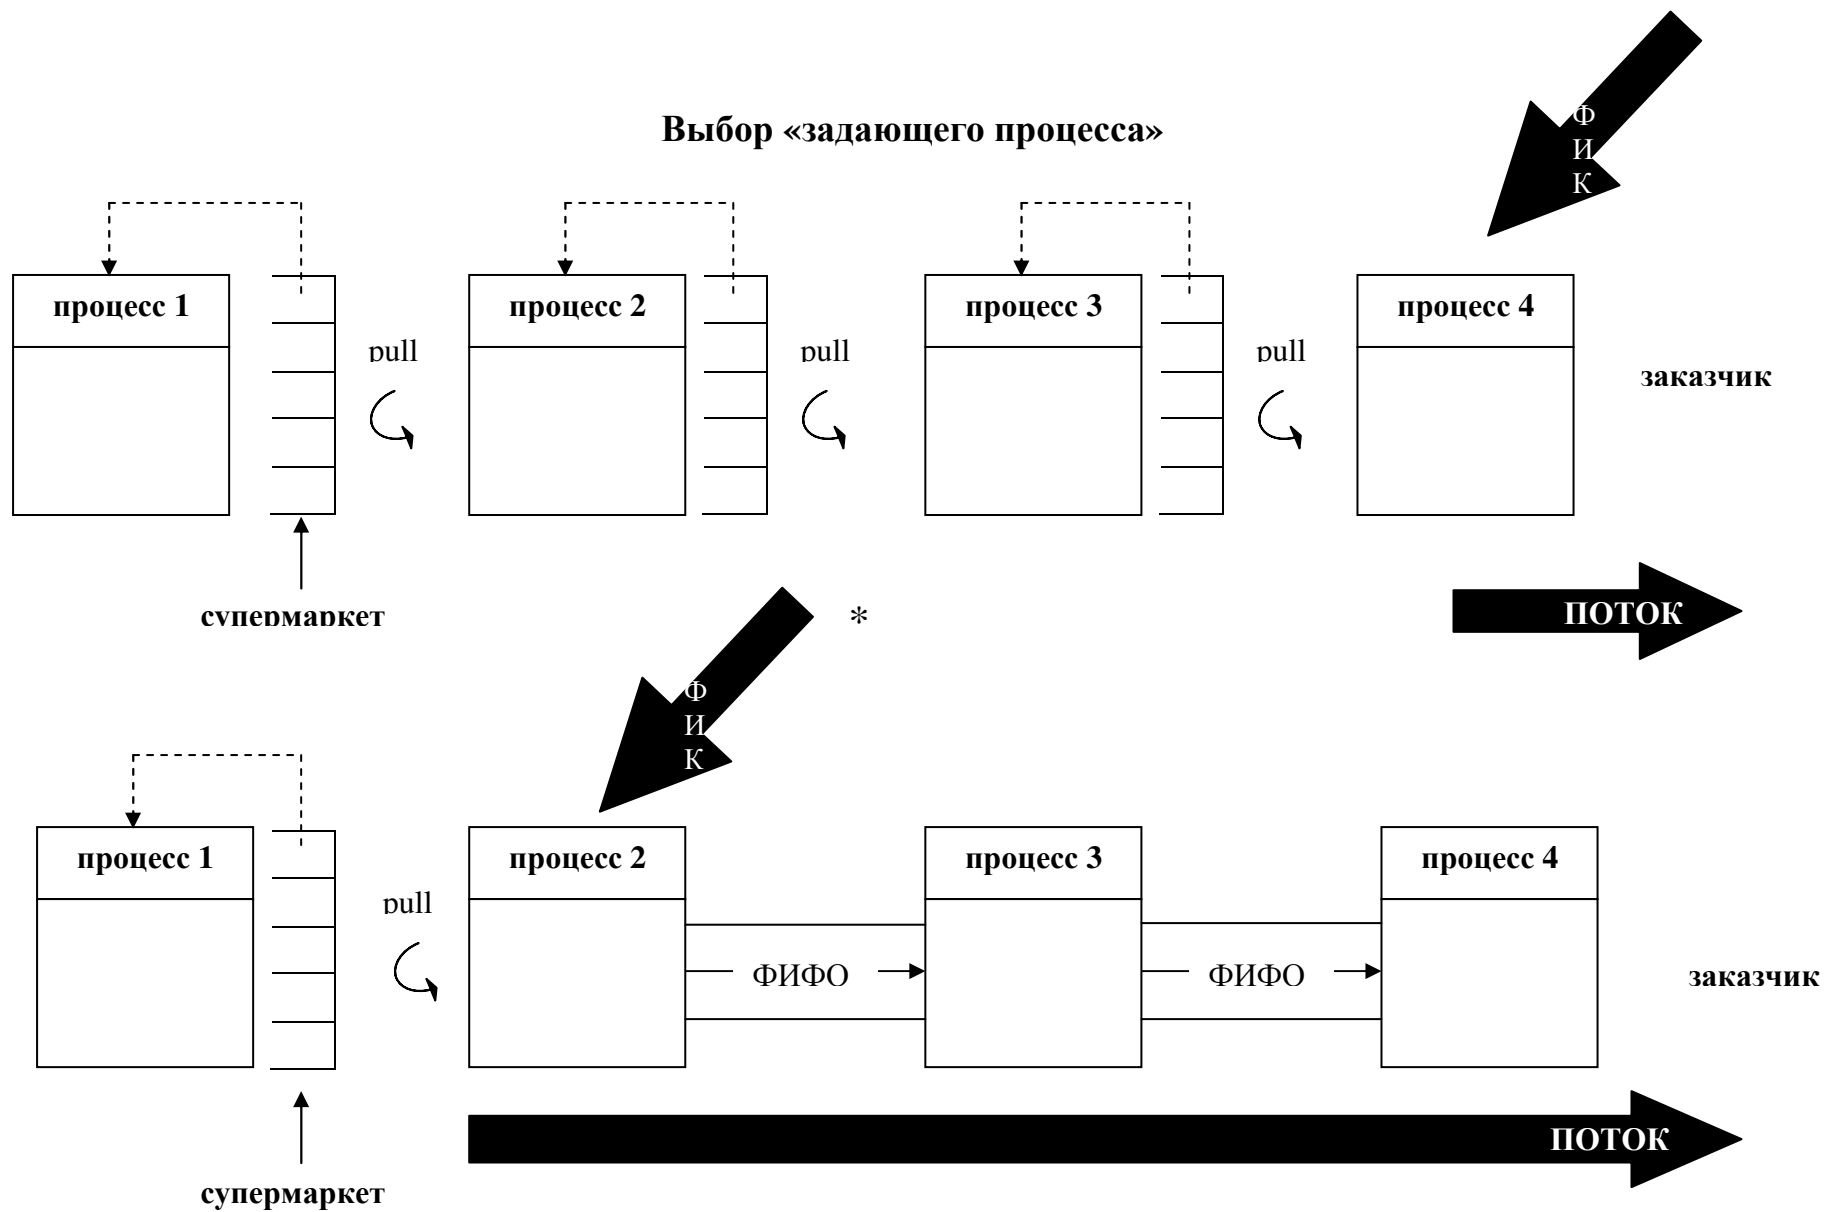 Выбор «задающего процесса»
Ф
И
К
процесс 1
процесс 2
процесс 3
процесс 4
pull
pull
pull
заказчик
супермаркет
*
ПОТОК
Ф
И
К
процесс 1
процесс 2
процесс 3
процесс 4
pull
ФИФО
ФИФО
заказчик
ПОТОК
супермаркет